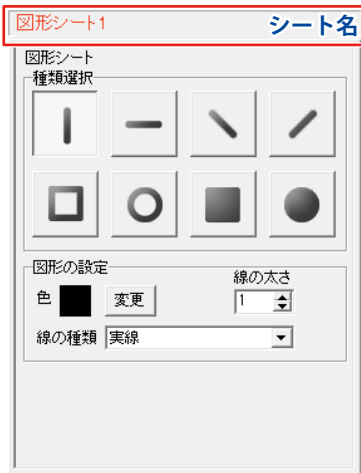 図形シート1 シート名
図形シート
種類選択
図形の設定
線の太さ
色 変更 1
線の種類 実線